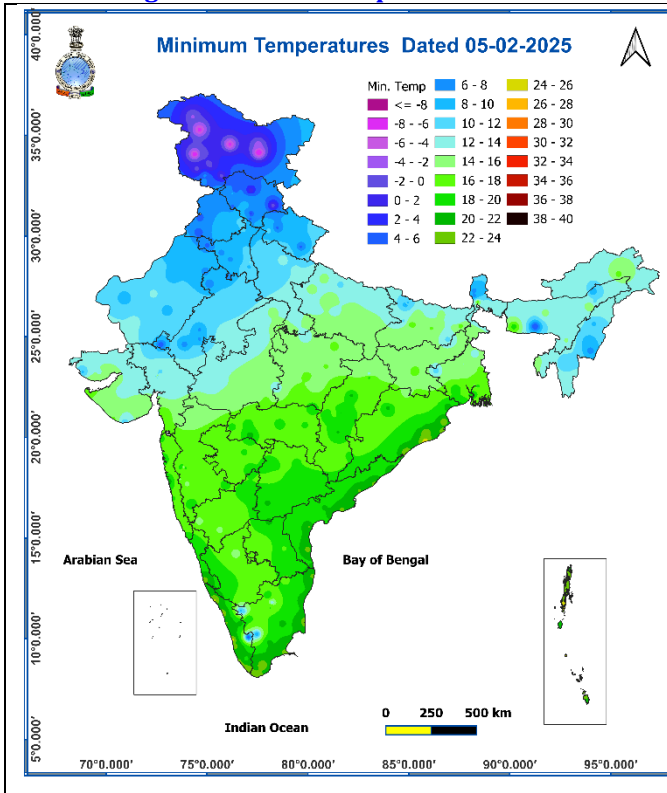 Minimum Temperatures Dated 05-02-2025
Min. Temp
<= -8
-8 - -6
-6 - -4
-4 - -2
-2 - 0
0 - 2
2 - 4
4 - 6
6 - 8
8 - 10
10 - 12
12 - 14
14 - 16
16 - 18
18 - 20
20 - 22
22 - 24
24 - 26
26 - 28
28 - 30
30 - 32
32 - 34
34 - 36
36 - 38
38 - 40
40°0.000'
35°0.000'
30°0.000'
25°0.000'
20°0.000'
15°0.000'
10°0.000'
5°0.000'
Arabian Sea
Bay of Bengal
Indian Ocean
0 250 500 km
70°0.000' 75°0.000' 80°0.000' 85°0.000' 90°0.000' 95°0.000'